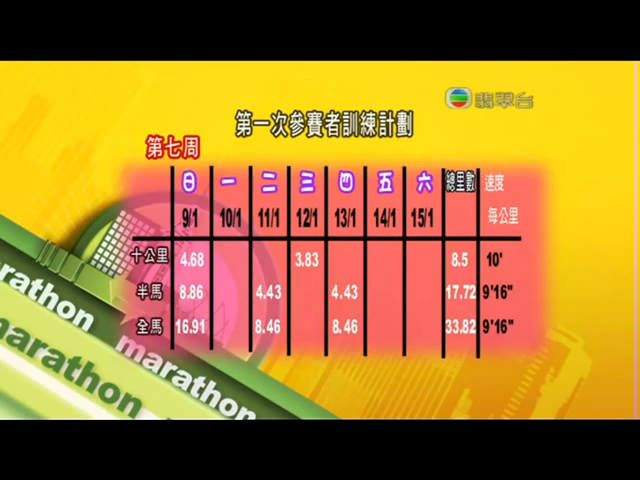 翡翠台
第一次參賽者訓練計劃
第七周
日 一 二 三 四 五 六 總里數 速度
9/1 10/1 11/1 12/1 13/1 14/1 15/1 每公里
十公里 4.68 3.83 8.5 10'
半馬 8.86 4.43 4.43 17.72 9'16"
全馬 16.91 8.46 8.46 33.82 9'16"
arathon
marathon
marathon
marathon